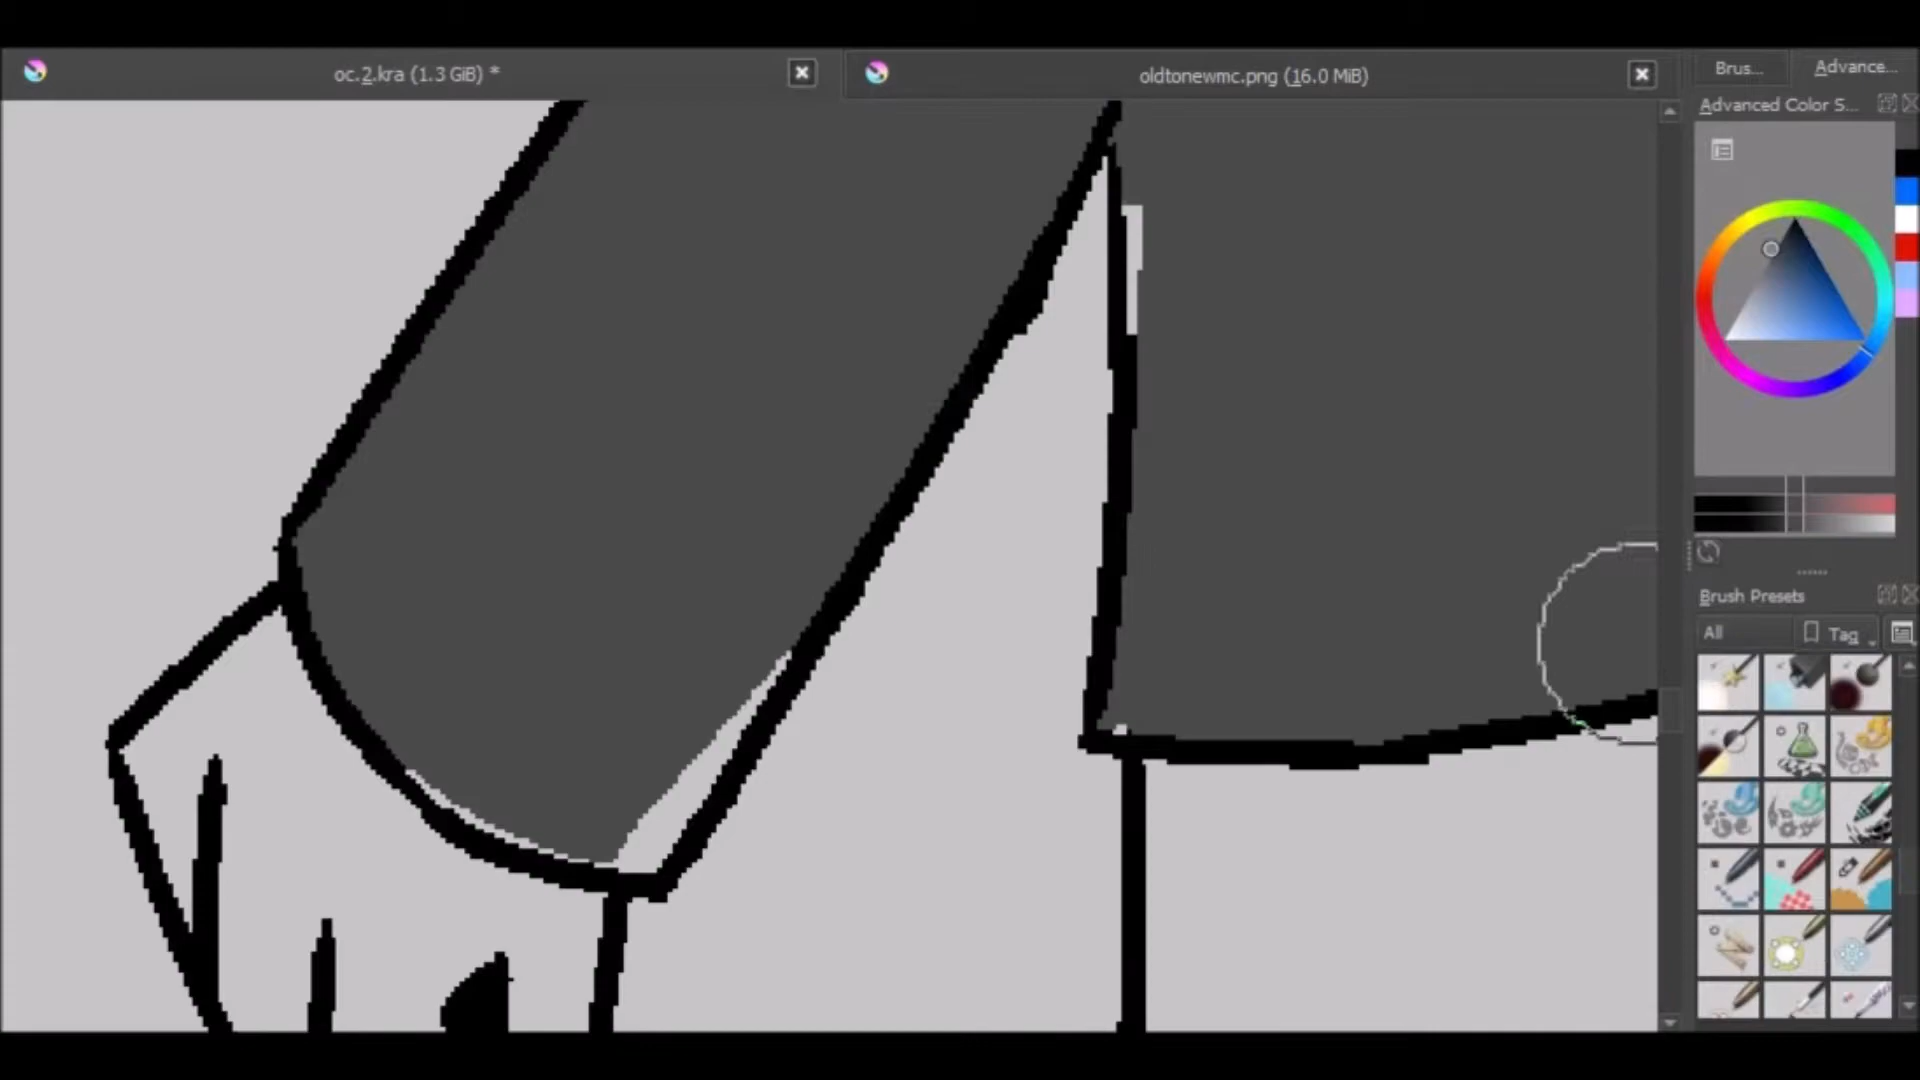 oc.2.kra (1.3 GiB) *
oldtonewmc.png (16.0 MiB)
Brus...
Advance...
Advanced Color S...
Brush Presets
All
Tag